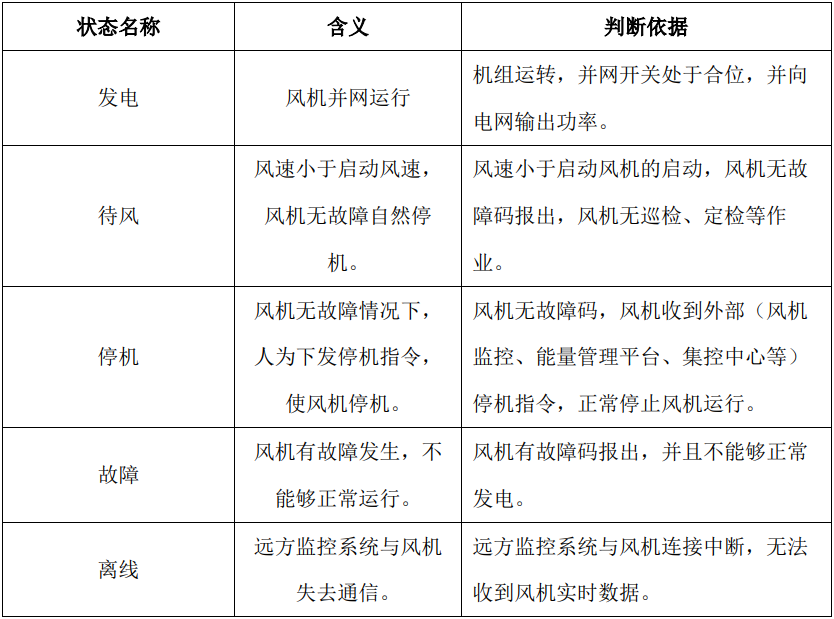 状态名称
含义
判断依据
发电
风机并网运行
机组运转，并网开关处于合位，并向
电网输出功率。
待风
风速小于启动风速，
风机无故障自然停
机。
风速小于启动风机的启动，风机无故
障码报出，风机无巡检、定检等作
业。
停机
风机无故障情况下，
人为下发停机指令，
使风机停机。
风机无故障码，风机收到外部（风机
监控、能量管理平台、集控中心等）
停机指令，正常停止风机运行。
故障
风机有故障发生，不
能够正常运行。
风机有故障码报出，并且不能够正常
发电。
离线
远方监控系统与风机
失去通信。
远方监控系统与风机连接中断，无法
收到风机实时数据。